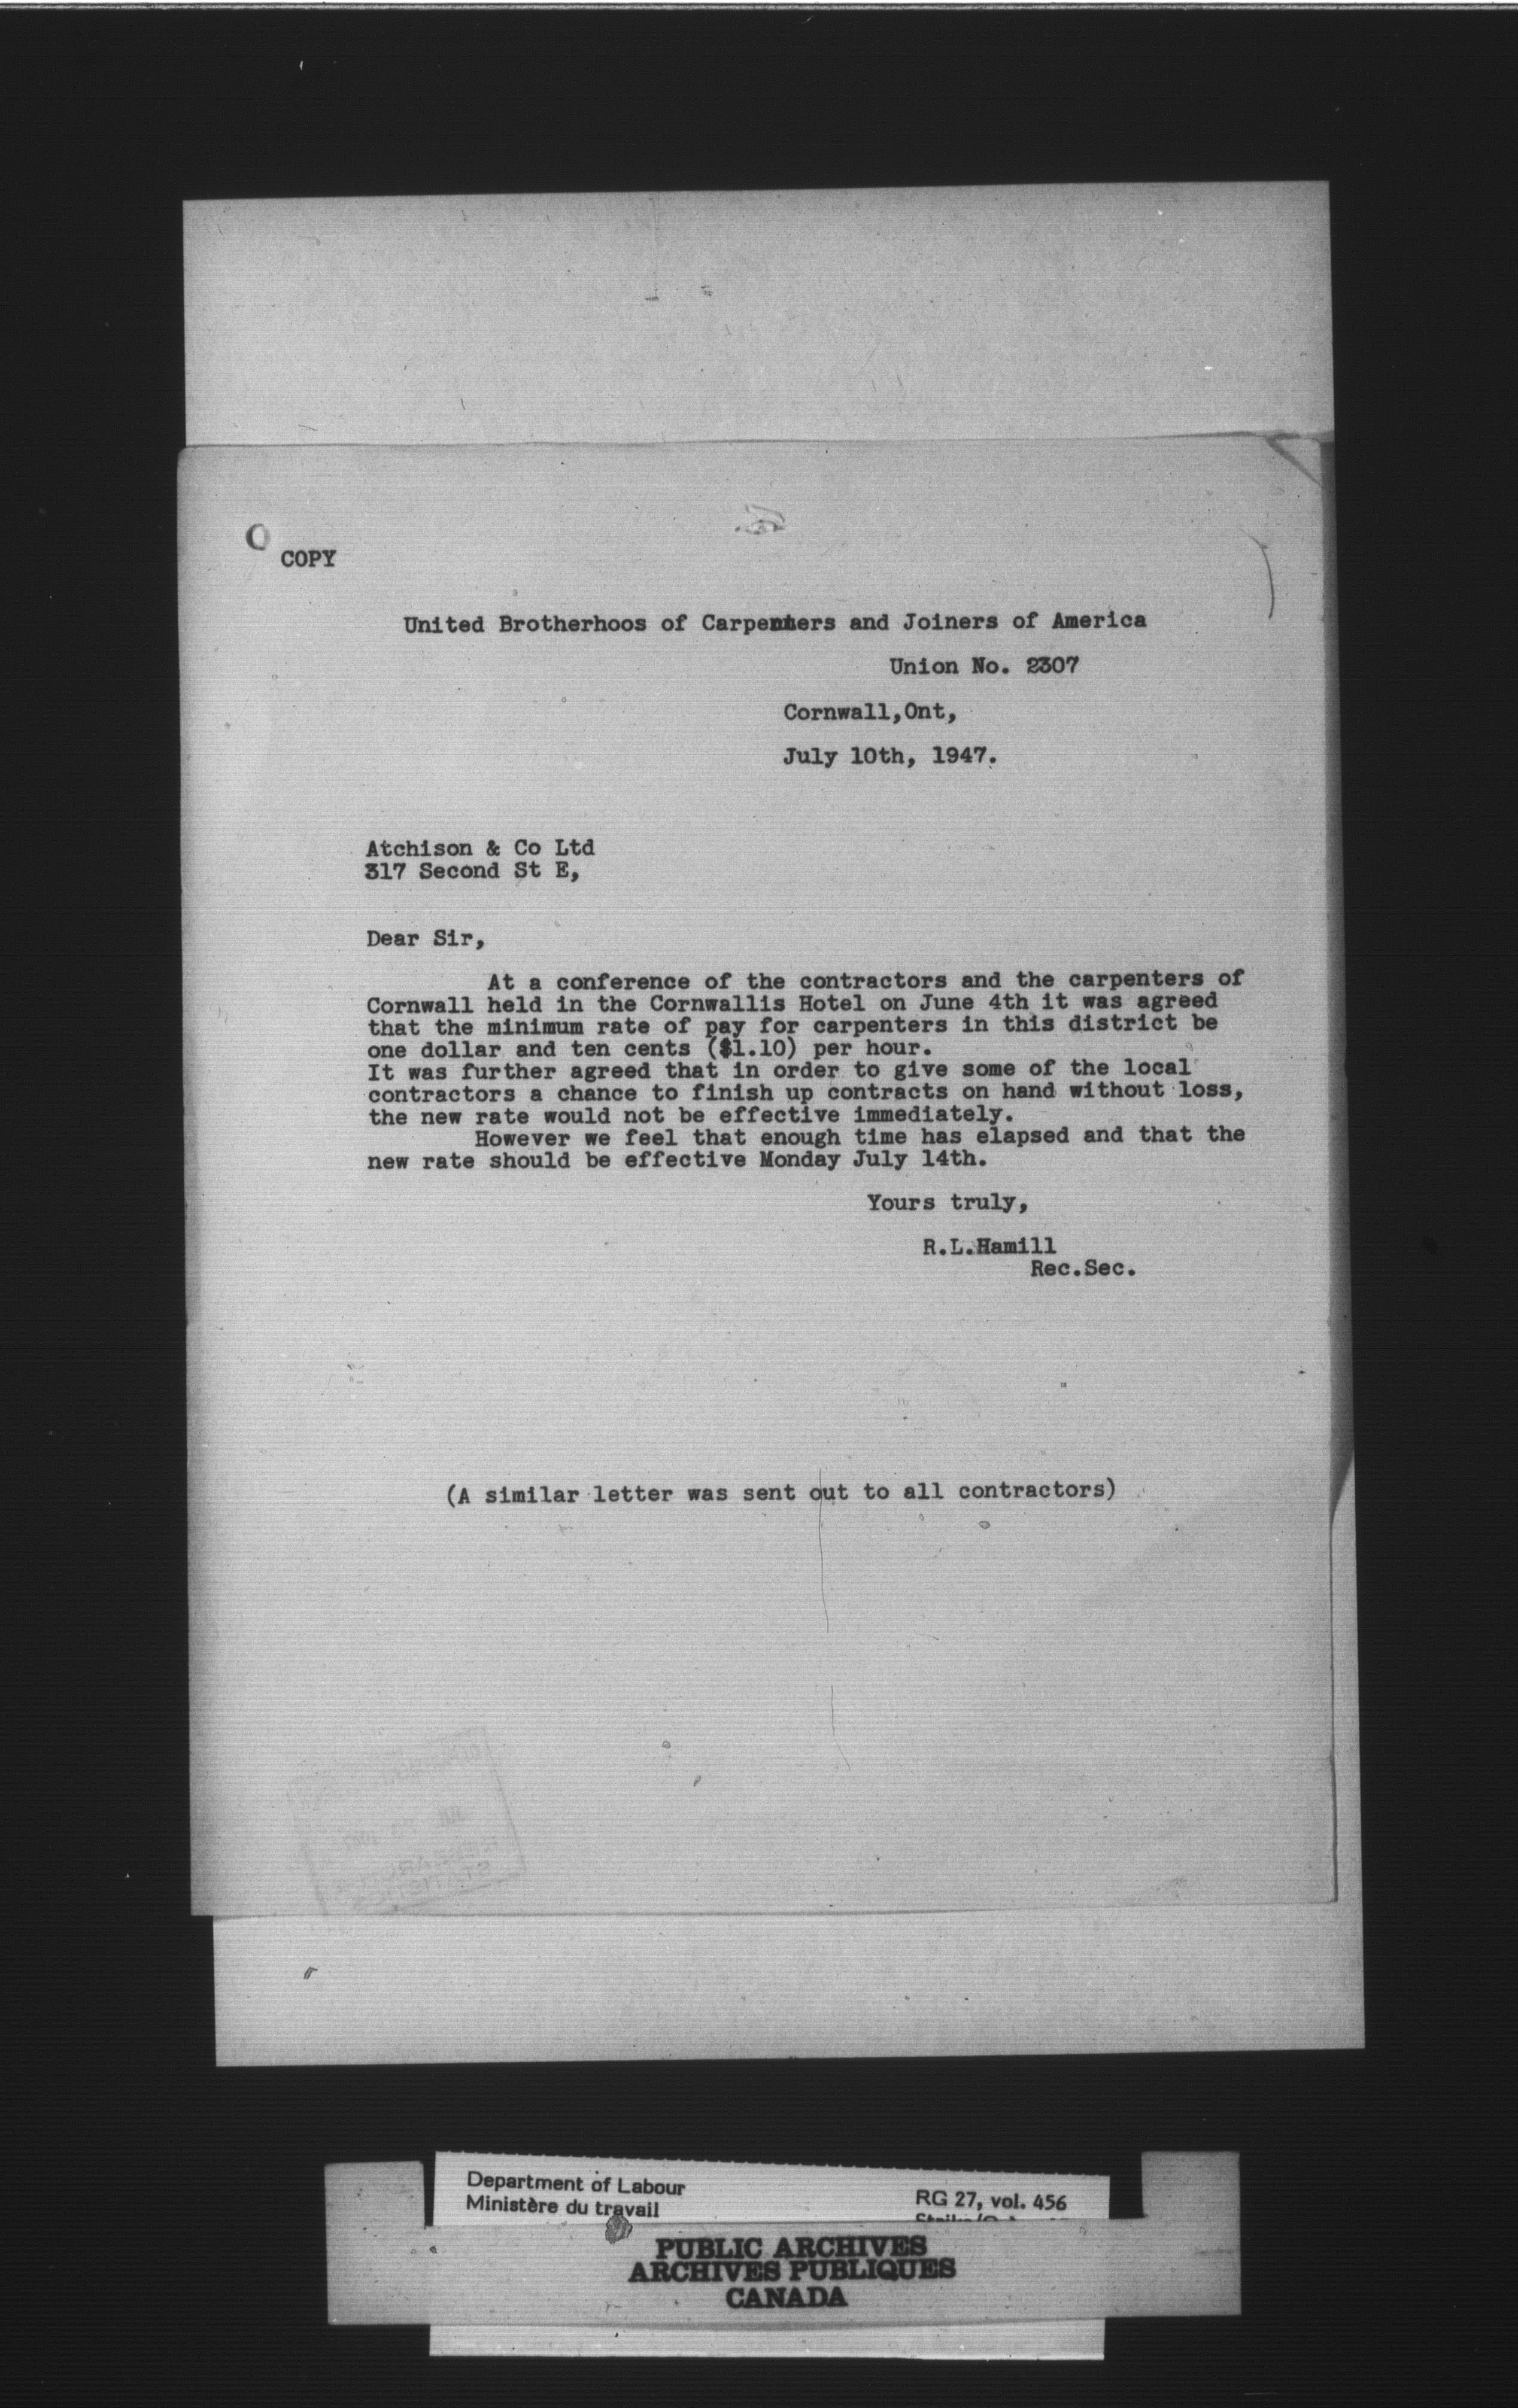 COPY
United Brotherhoos of Carpenters and Joiners of America
Union No. 2307
Cornwall,Ont,
July 10th, 1947.
Atchison & Co Ltd
317 Second St E,
Dear Sir,
At a conference of the contractors and the carpenters of
Cornwall held in the Cornwallis Hotel on June 4th it was agreed
that the minimum rate of pay for carpenters in this district be
one dollar and ten cents ($1.10) per hour.
It was further agreed that in order to give some of the local
contractors a chance to finish up contracts on hand without loss,
the new rate would not be effective immediately.
However we feel that enough time has elapsed and that the
new rate should be effective Monday July 14th.
Yours truly,
R.L.Hamill
Rec.Sec.
(A similar letter was sent out to all contractors)
Department of Labour
Ministère du travail
RG 27, vol. 456
PUBLIC ARCHIVES
ARCHIVES PUBLIQUES
CANADA